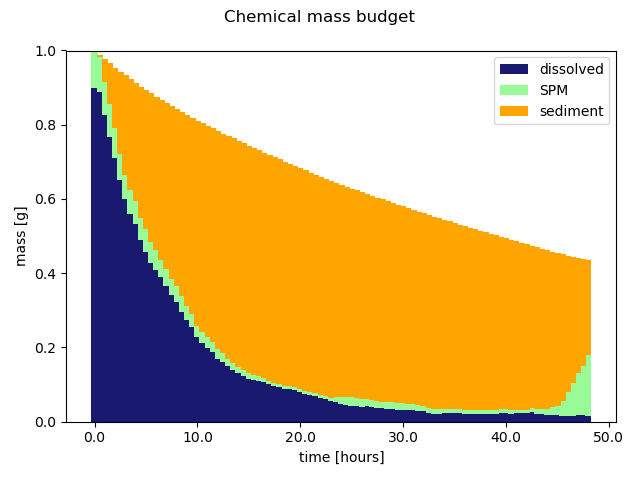 Chemical mass budget
dissolved
SPM
sediment
mass [g]
1.0
0.8
0.6
0.4
0.2
0.0
0.0 10.0 20.0 30.0 40.0 50.0
time [hours]